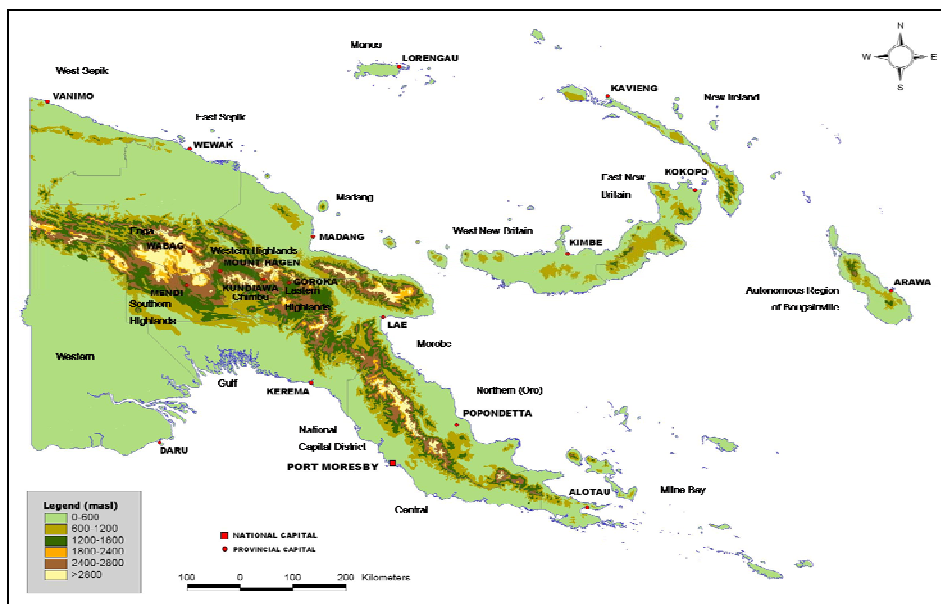 N
W E
S
Manus
LORENGAU
West Sepik
VANIMO
KAVIENG
New Ireland
East Sepik
WEWAK
KOKOPO
East New
Britain
Madang
MADANG
West New Britain
KIMBE
Enga
WABAG
Western Highlands
MOUNT HAGEN
KUNDIAWA
GOROKA
MENDI
Chimbu
Eastern
Highlands
Southern
Highlands
ARAWA
Autonomous Region
of Bougainville
LAE
Morobe
Western
Gulf
KEREMA
Northern (Oro)
POPONDETTA
National
Capital District
DARU
PORT MORESBY
ALOTAU
Milne Bay
Central
Legend (masl)
0-600
600-1200
1200-1800
1800-2400
2400-2800
>2800
NATIONAL CAPITAL
PROVINCIAL CAPITAL
100 0 100 200 Kilometers